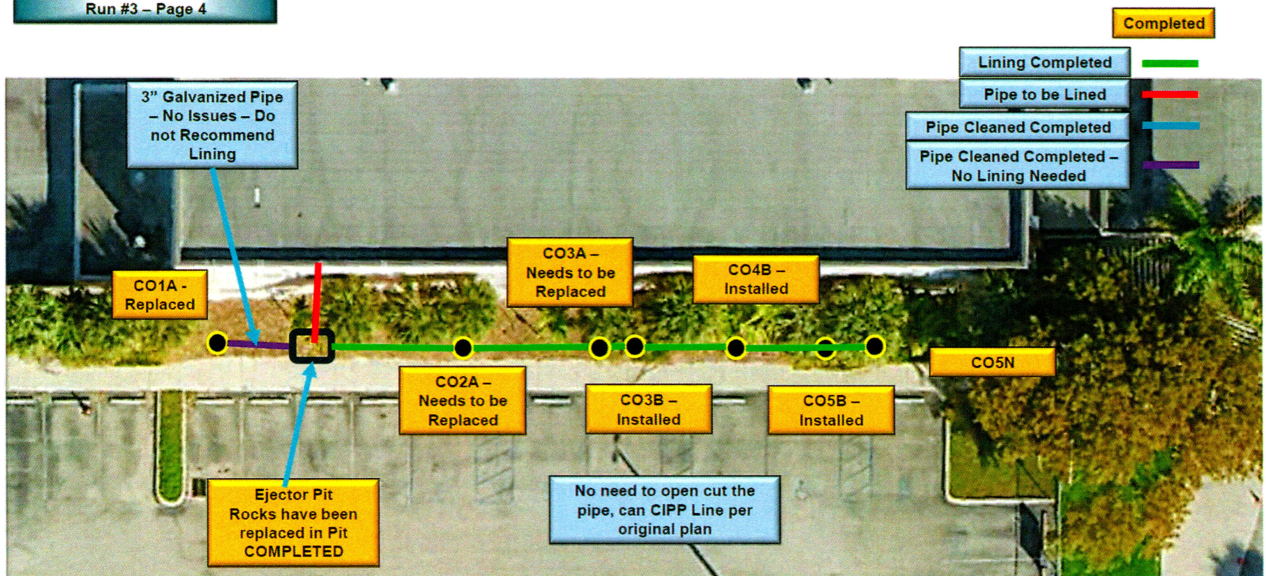 Run #3 – Page 4
Completed
Lining Completed
Pipe to be Lined
Pipe Cleaned Completed
Pipe Cleaned Completed –
No Lining Needed
3” Galvanized Pipe
– No Issues – Do
not Recommend
Lining
CO1A -
Replaced
CO3A –
Needs to be
Replaced
CO4B –
Installed
CO5N
CO2A –
Needs to be
Replaced
CO3B –
Installed
CO5B –
Installed
Ejector Pit
Rocks have been
replaced in Pit
COMPLETED
No need to open cut the
pipe, can CIPP Line per
original plan